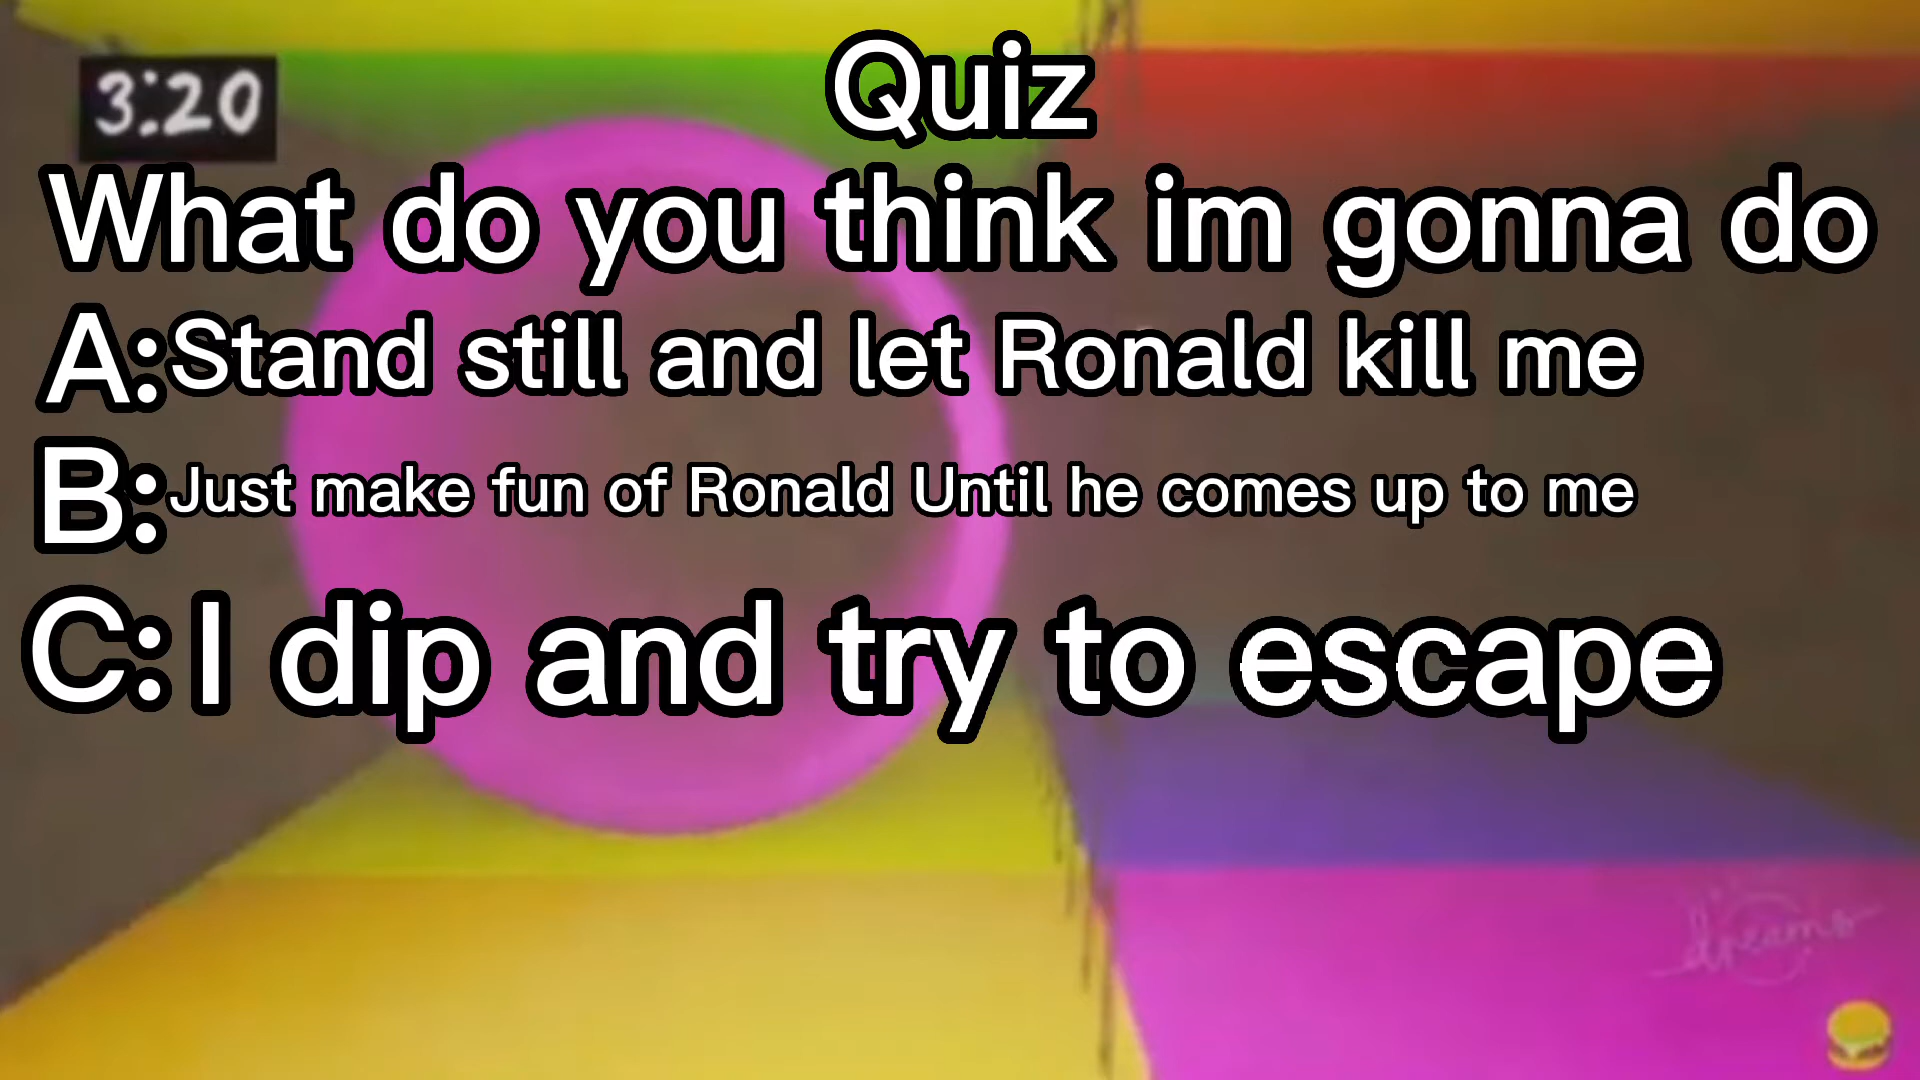 3:20
Quiz
What do you think im gonna do
A:Stand still and let Ronald kill me
B:Just make fun of Ronald Until he comes up to me
C:I dip and try to escape
dreams